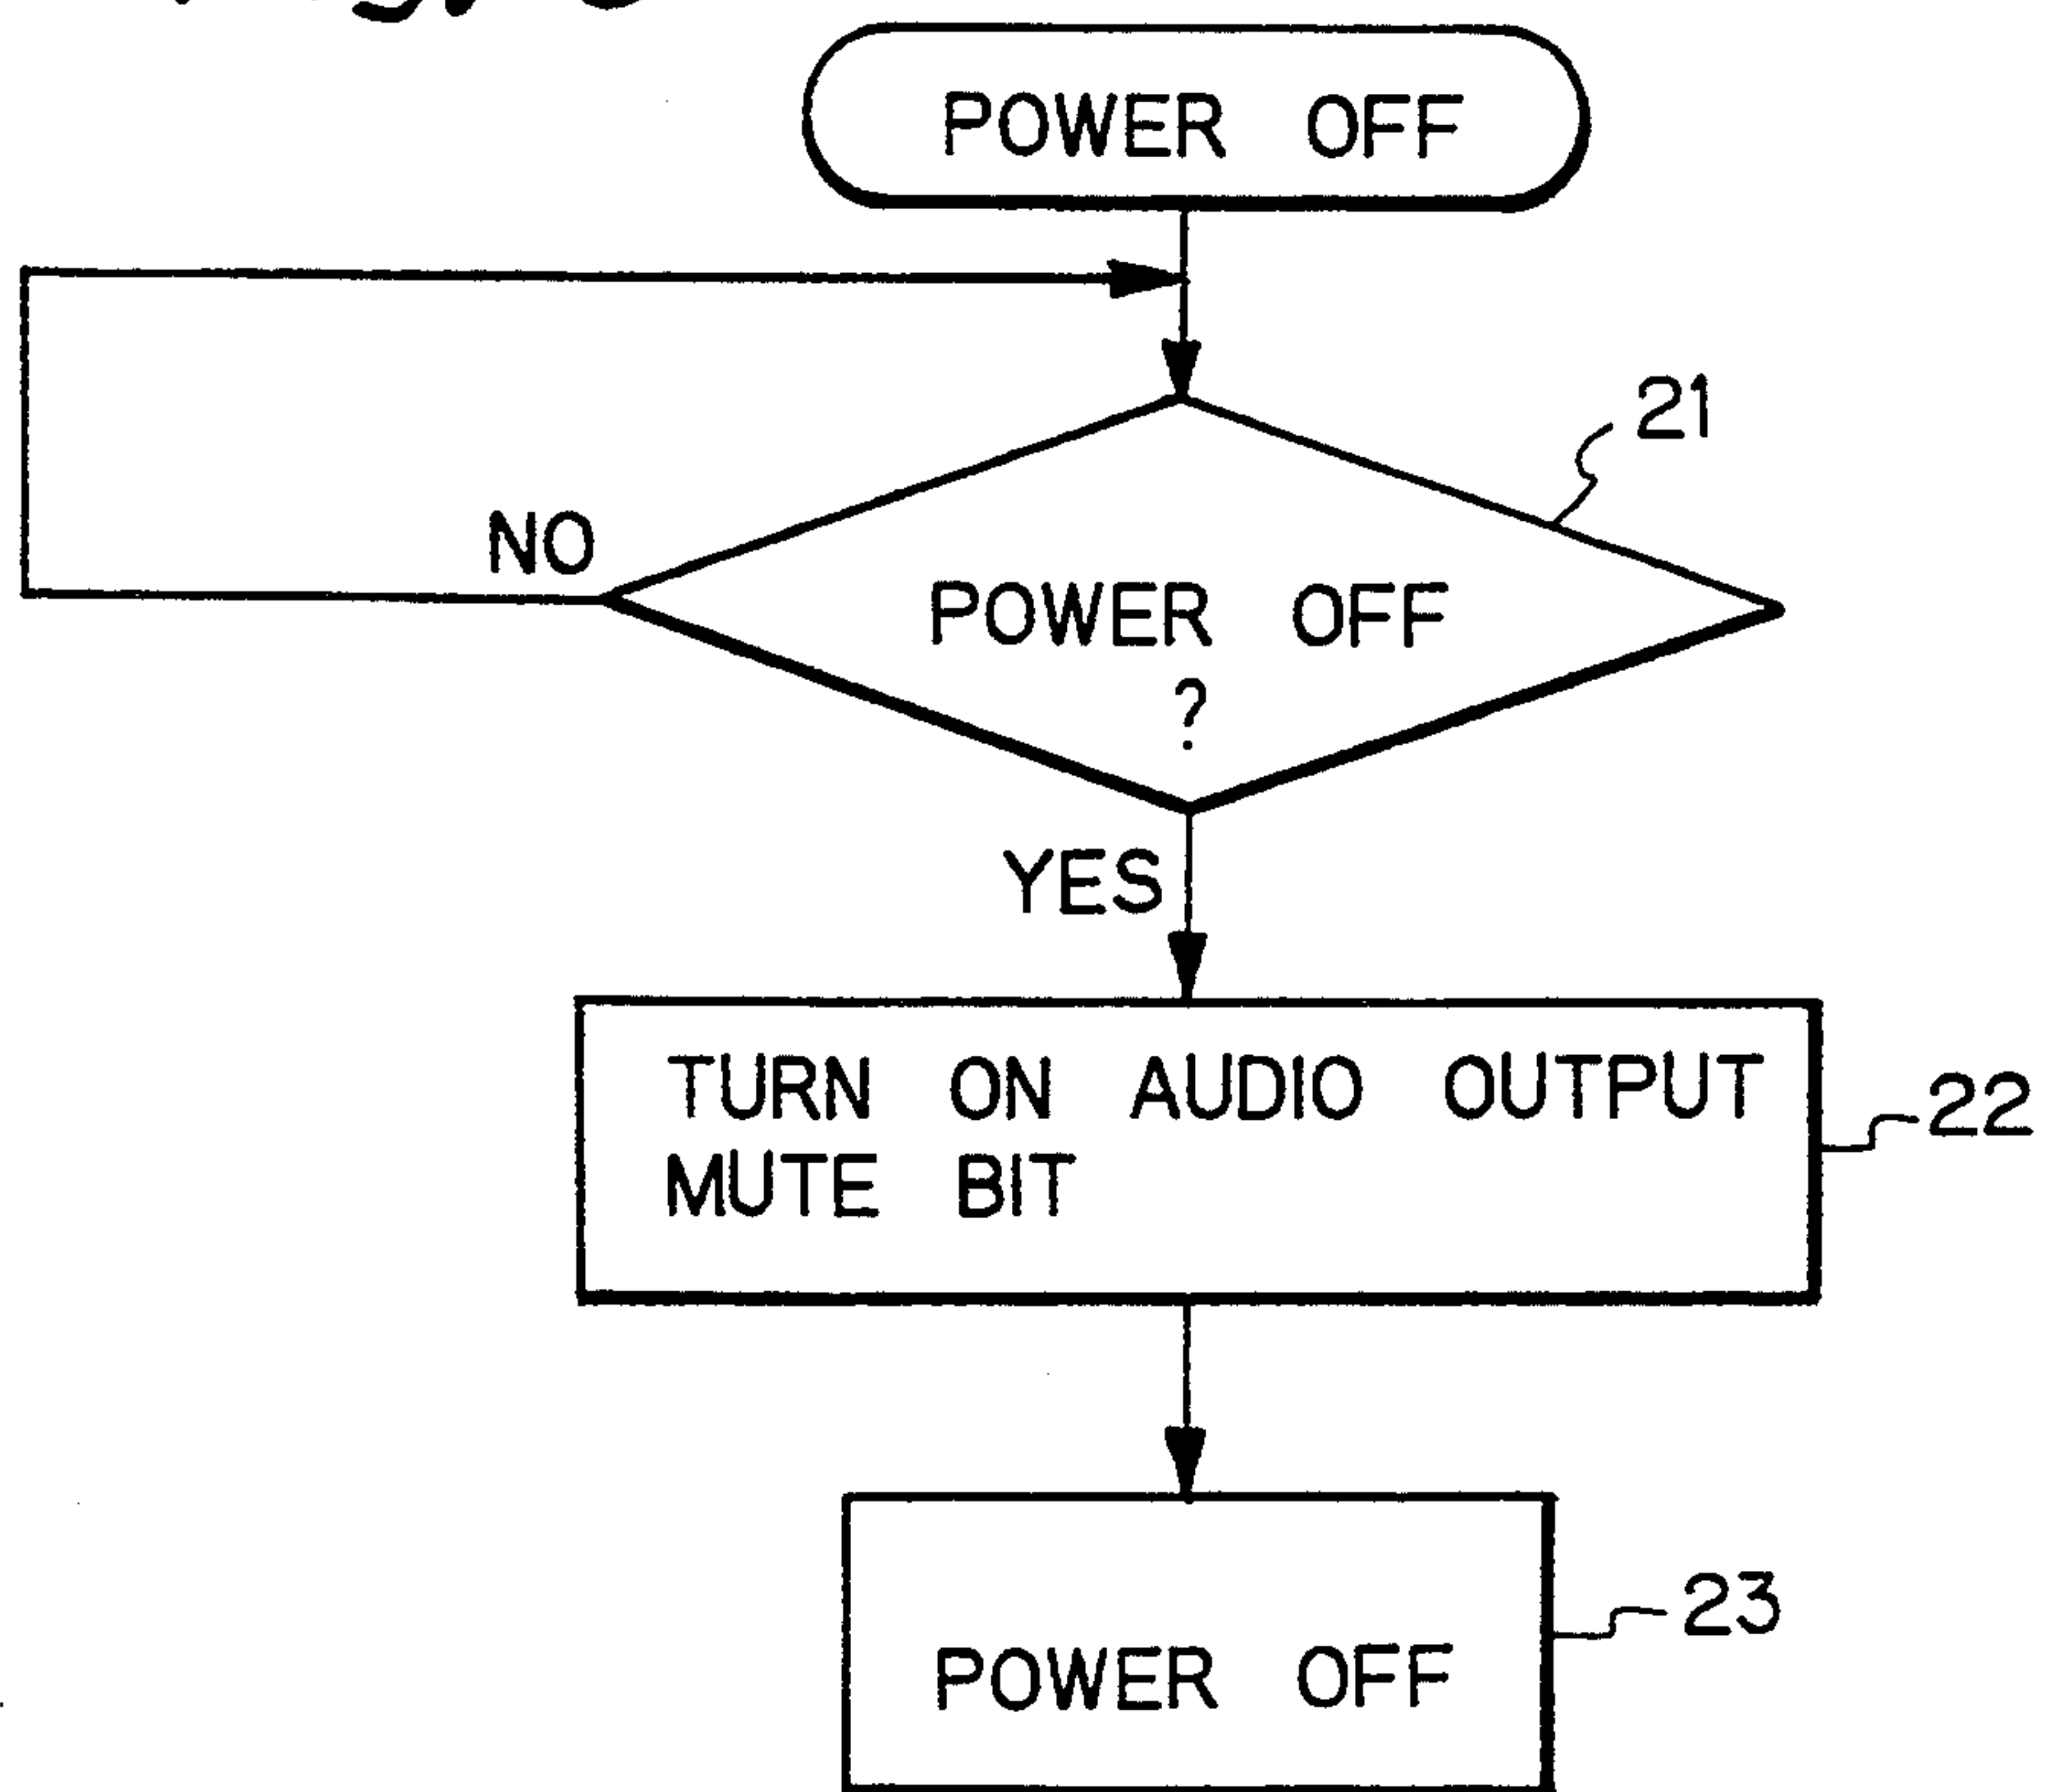 POWER OFF
21
NO
POWER OFF
?
YES
TURN ON AUDIO OUTPUT
MUTE BIT
22
POWER OFF
23